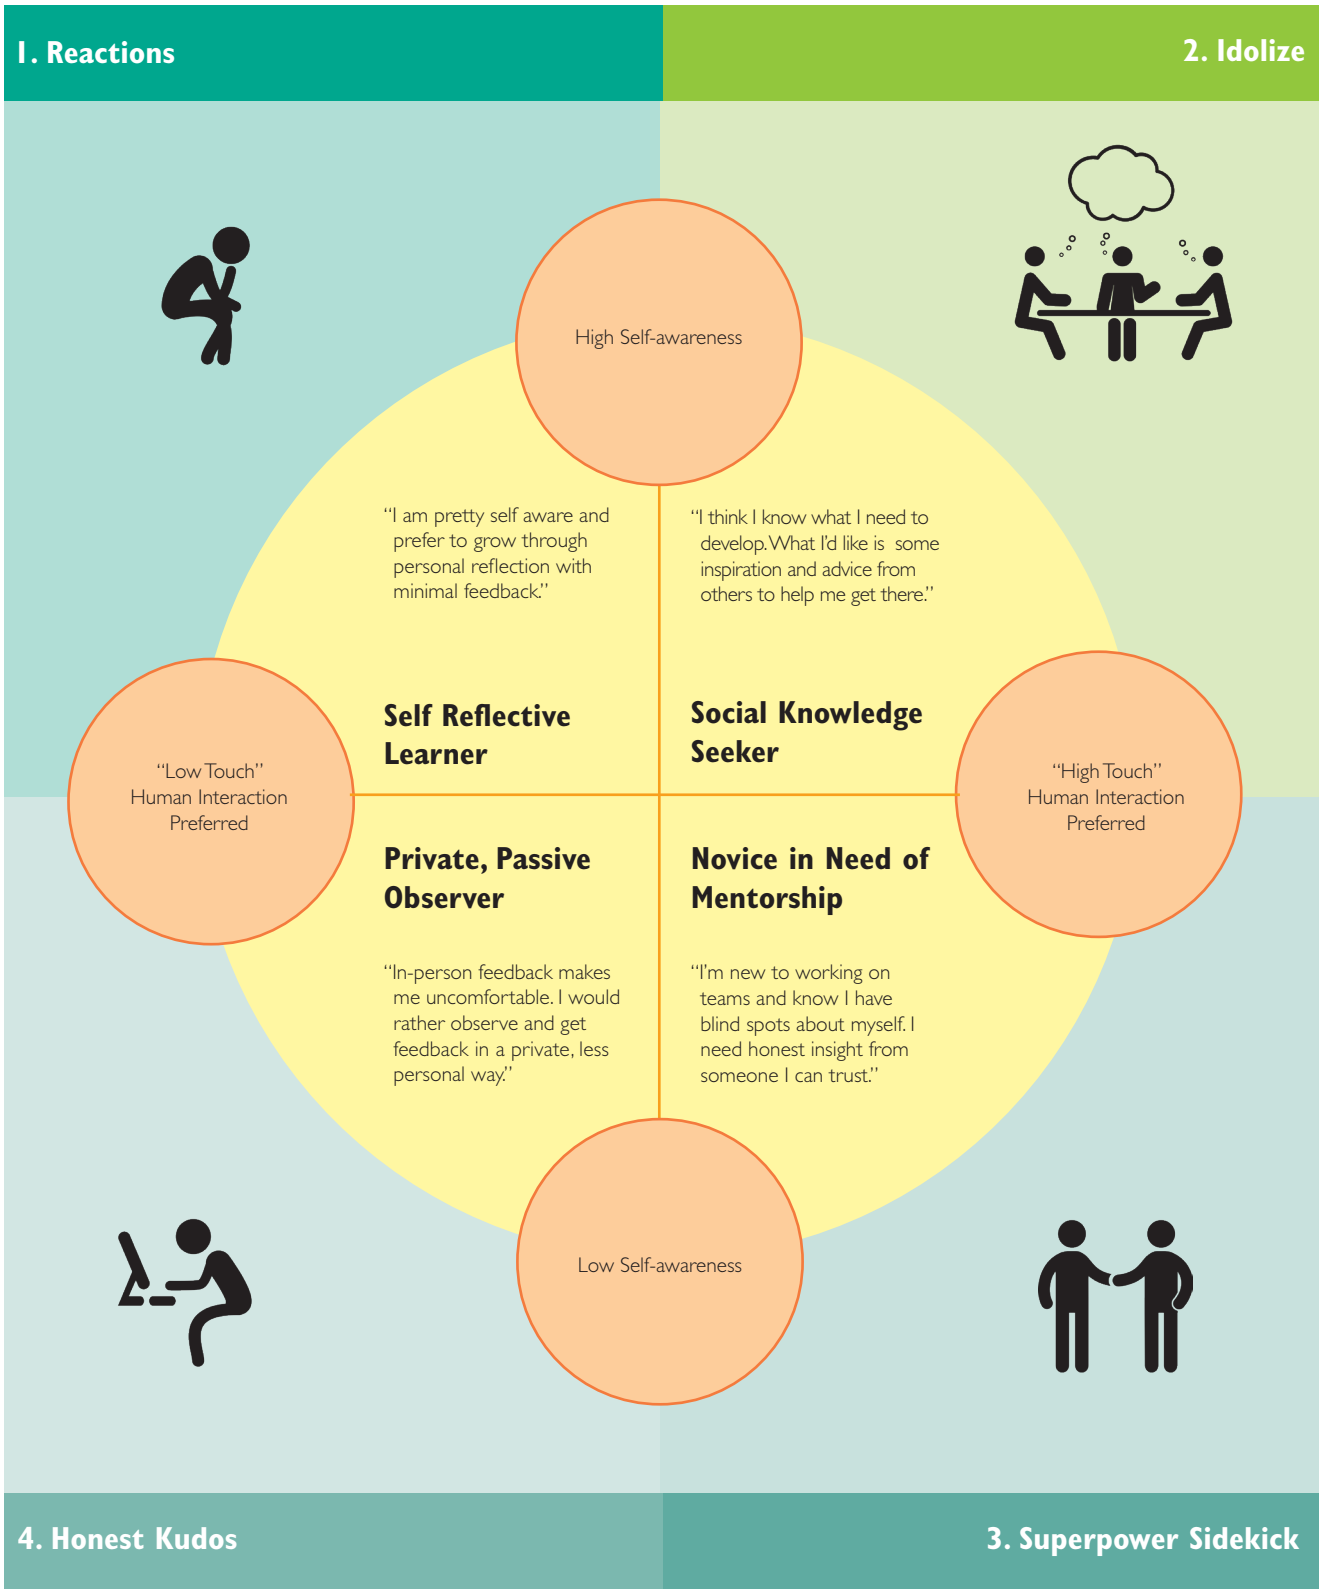 1. Reactions
2. Idolize
High Self-awareness
“I am pretty self aware and
prefer to grow through
personal reflection with
minimal feedback.”
“I think I know what I need to
develop. What I’d like is some
inspiration and advice from
others to help me get there.”
Self Reflective
Learner
Social Knowledge
Seeker
“Low Touch”
Human Interaction
Preferred
“High Touch”
Human Interaction
Preferred
Private, Passive
Observer
Novice in Need of
Mentorship
“In-person feedback makes
me uncomfortable. I would
rather observe and get
feedback in a private, less
personal way.”
“I’m new to working on
teams and know I have
blind spots about myself. I
need honest insight from
someone I can trust.”
Low Self-awareness
4. Honest Kudos
3. Superpower Sidekick